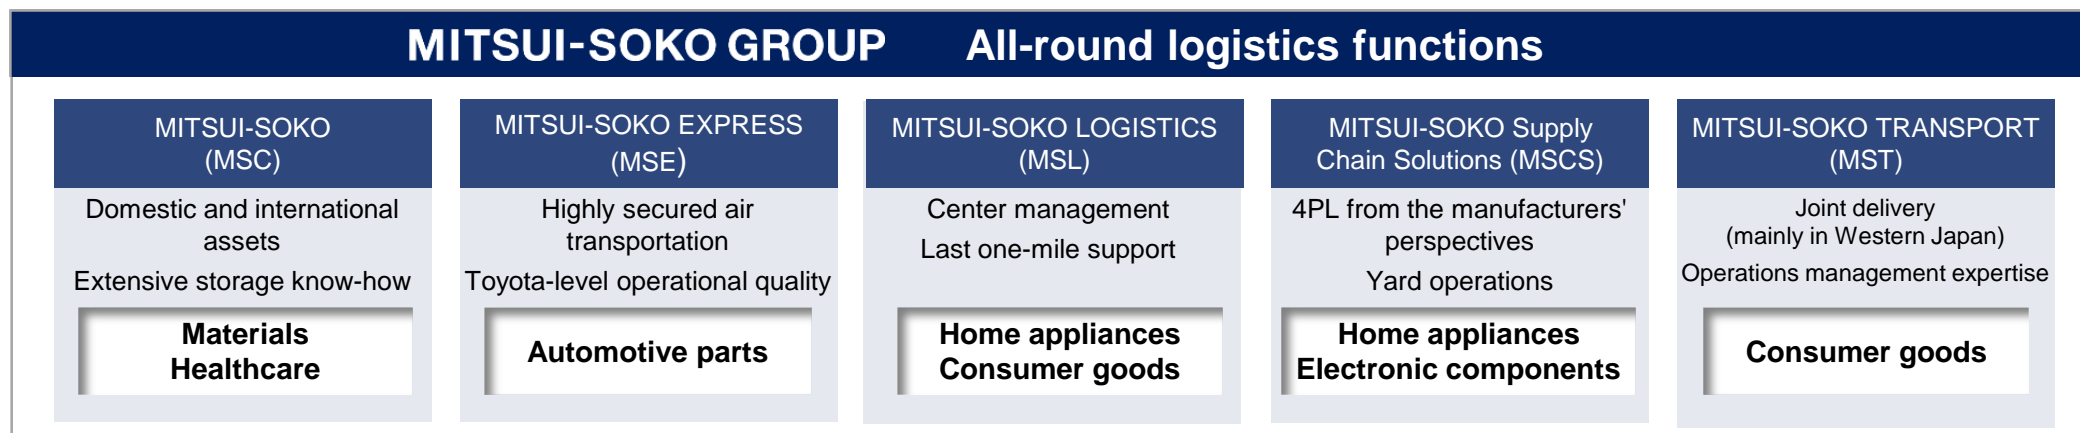 MITSUI-SOKO GROUP All-round logistics functions
MITSUI-SOKO
(MSC)
Domestic and international
assets
Extensive storage know-how
Materials
Healthcare
MITSUI-SOKO EXPRESS
(MSE)
Highly secured air
transportation
Toyota-level operational quality
Automotive parts
MITSUI-SOKO LOGISTICS
(MSL)
Center management
Last one-mile support
Home appliances
Consumer goods
MITSUI-SOKO Supply
Chain Solutions (MSCS)
4PL from the manufacturers'
perspectives
Yard operations
Home appliances
Electronic components
MITSUI-SOKO TRANSPORT
(MST)
Joint delivery
(mainly in Western Japan)
Operations management expertise
Consumer goods